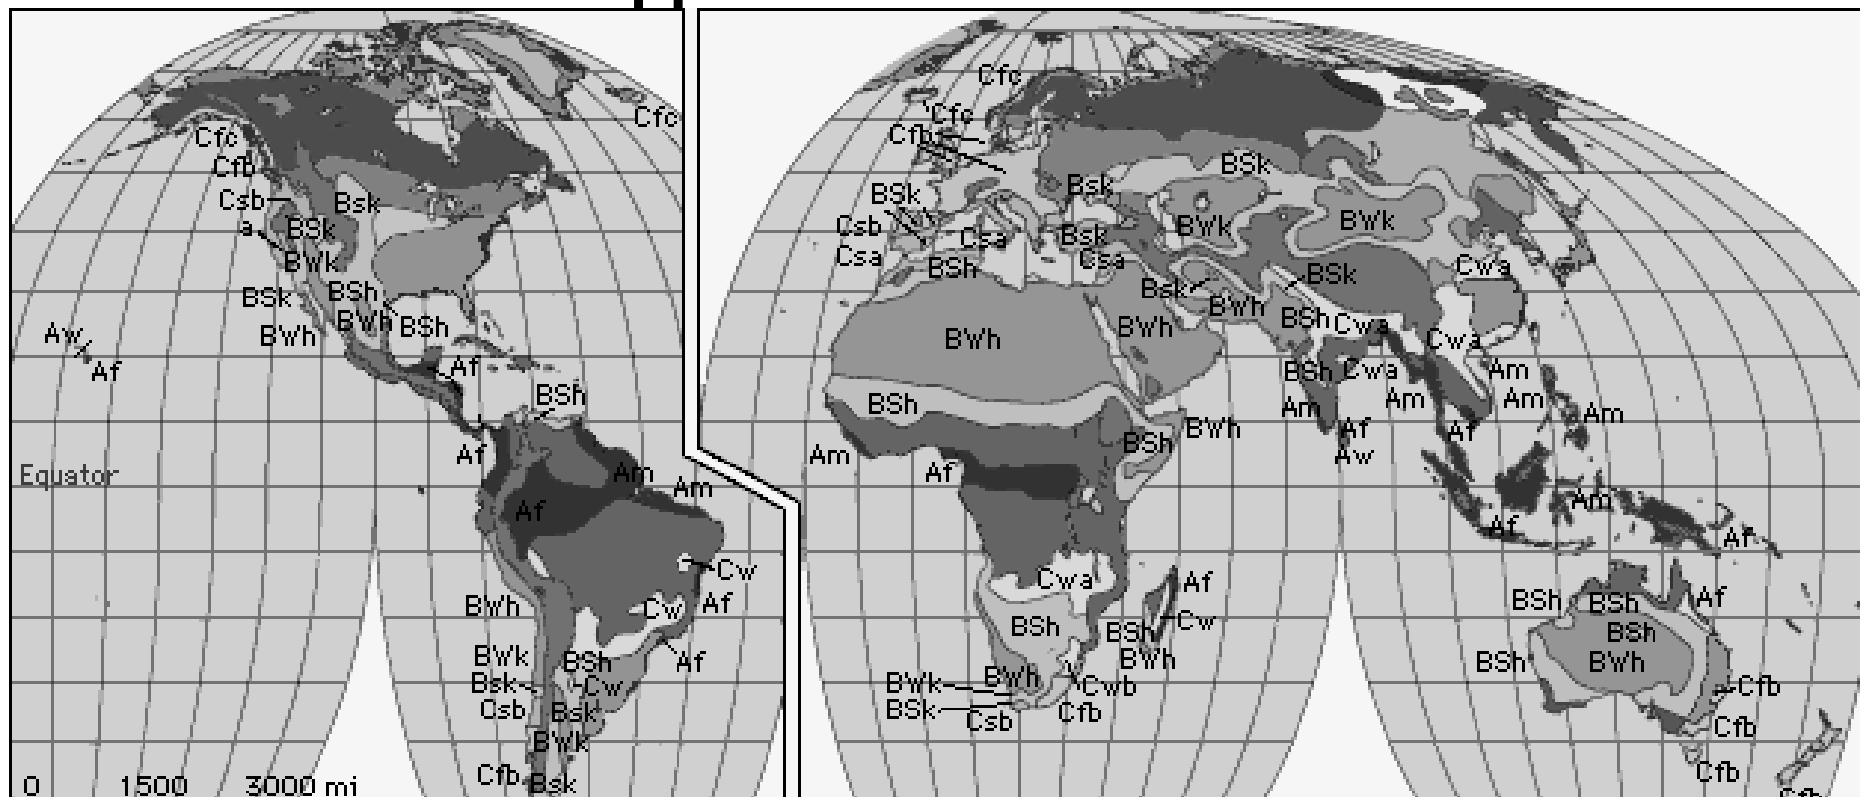 Cfc
Cfc
Cfb
Csb
a
Bsk
BSk
BWk
BSk
BSh
BWh
BSh
BWh
Aw
Af
Af
BSh
Af
Equator
Am
Am
Af
Cw
Cw
Af
BWh
Af
BWk
BSh
Bsk
Cw
Csb
Bsk
BWk
Cfb
Bsk
0 1500 3000 mi
Cfc
Cfc
Cfb
BSk
BSk
Bsk
Csb
Csa
BWk
BWk
Csa
Bsk
Csa
BSh
Cwa
BSk
Bsk
BWh
BSh
Cwa
BWh
BWh
Cwa
BSh
Cwa
Am
BSh
Am
Am
Am
Am
BWh
BSh
Af
Af
Am
Af
Aw
Am
Af
Af
Cwa
Af
BSh
BSh
Af
BSh
BSh
Cw
BSh
BWh
BSh
BWh
BWh
BWk
Cwb
Cfb
BSk
Csb
Cfb
Cfb
Cfb